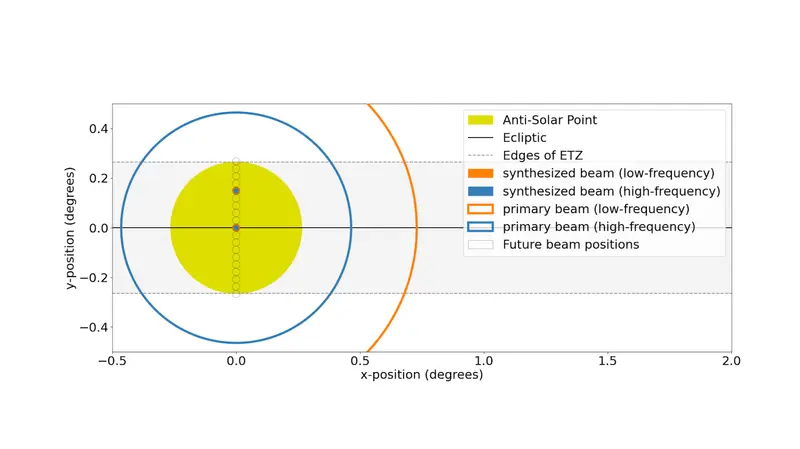 Anti-Solar Point
Ecliptic
Edges of ETZ
synthesized beam (low-frequency)
synthesized beam (high-frequency)
primary beam (low-frequency)
primary beam (high-frequency)
Future beam positions
y-position (degrees)
0.4
0.2
0.0
−0.2
−0.4
−0.5 0.0 0.5 1.0 1.5 2.0
x-position (degrees)